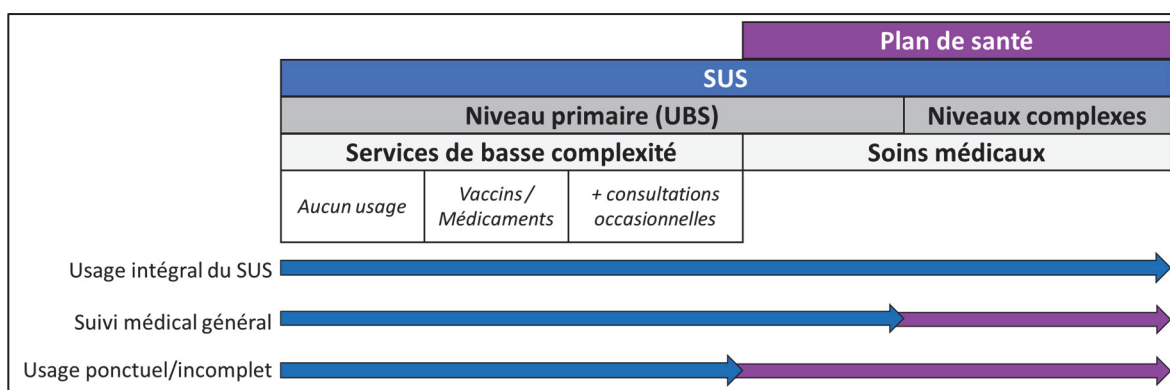 Plan de santé
SUS
Niveau primaire (UBS)
Niveaux complexes
Services de basse complexité
Soins médicaux
Aucun usage
Vaccins /
Médicaments
+ consultations
occasionnelles
Usage intégral du SUS
Suivi médical général
Usage ponctuel/incomplet